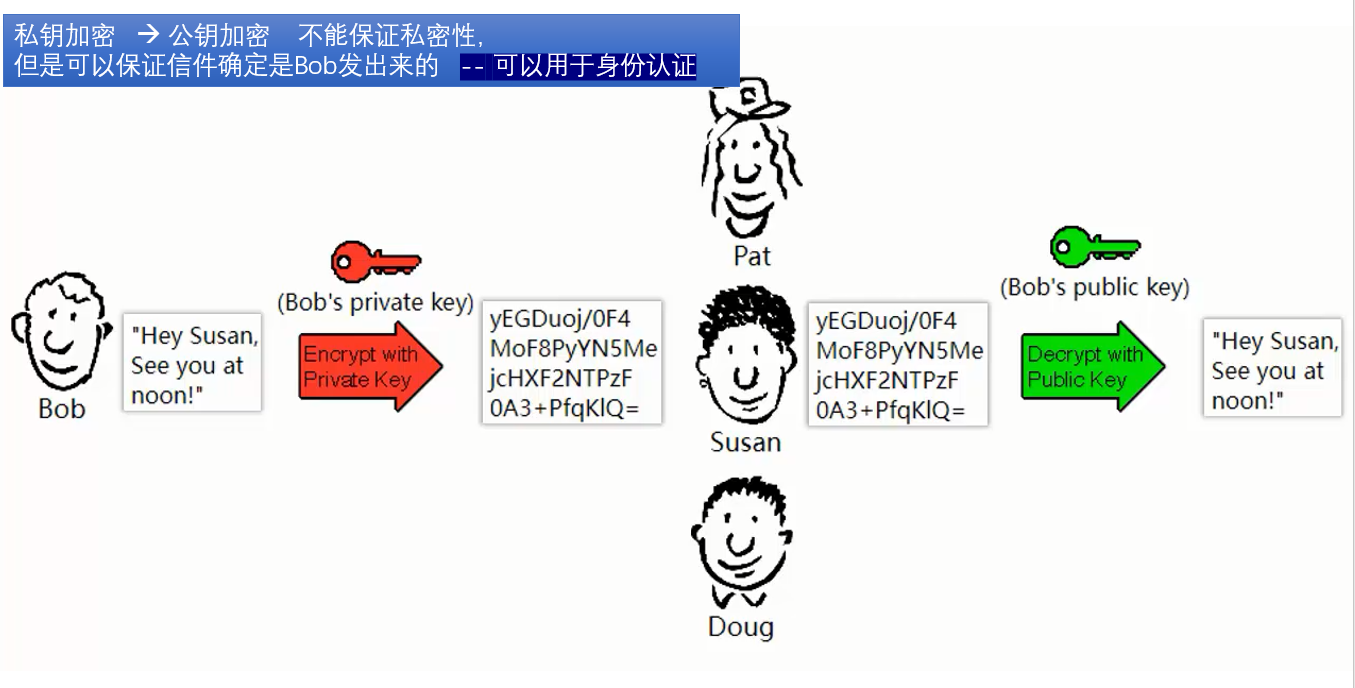 私钥加密 → 公钥加密 不能保证私密性,
但是可以保证信件确定是Bob发出来的 -- 可以用于身份认证
Pat
(Bob's private key)
(Bob's public key)
"Hey Susan,
See you at
noon!"
Encrypt with
Private Key
yEGDuoj/0F4
MoF8PyYN5Me
jcHXF2NTPzF
0A3+PfqKlQ=
yEGDuoj/0F4
MoF8PyYN5Me
jcHXF2NTPzF
0A3+PfqKlQ=
Decrypt with
Public Key
"Hey Susan,
See you at
noon!"
Bob
Susan
Doug